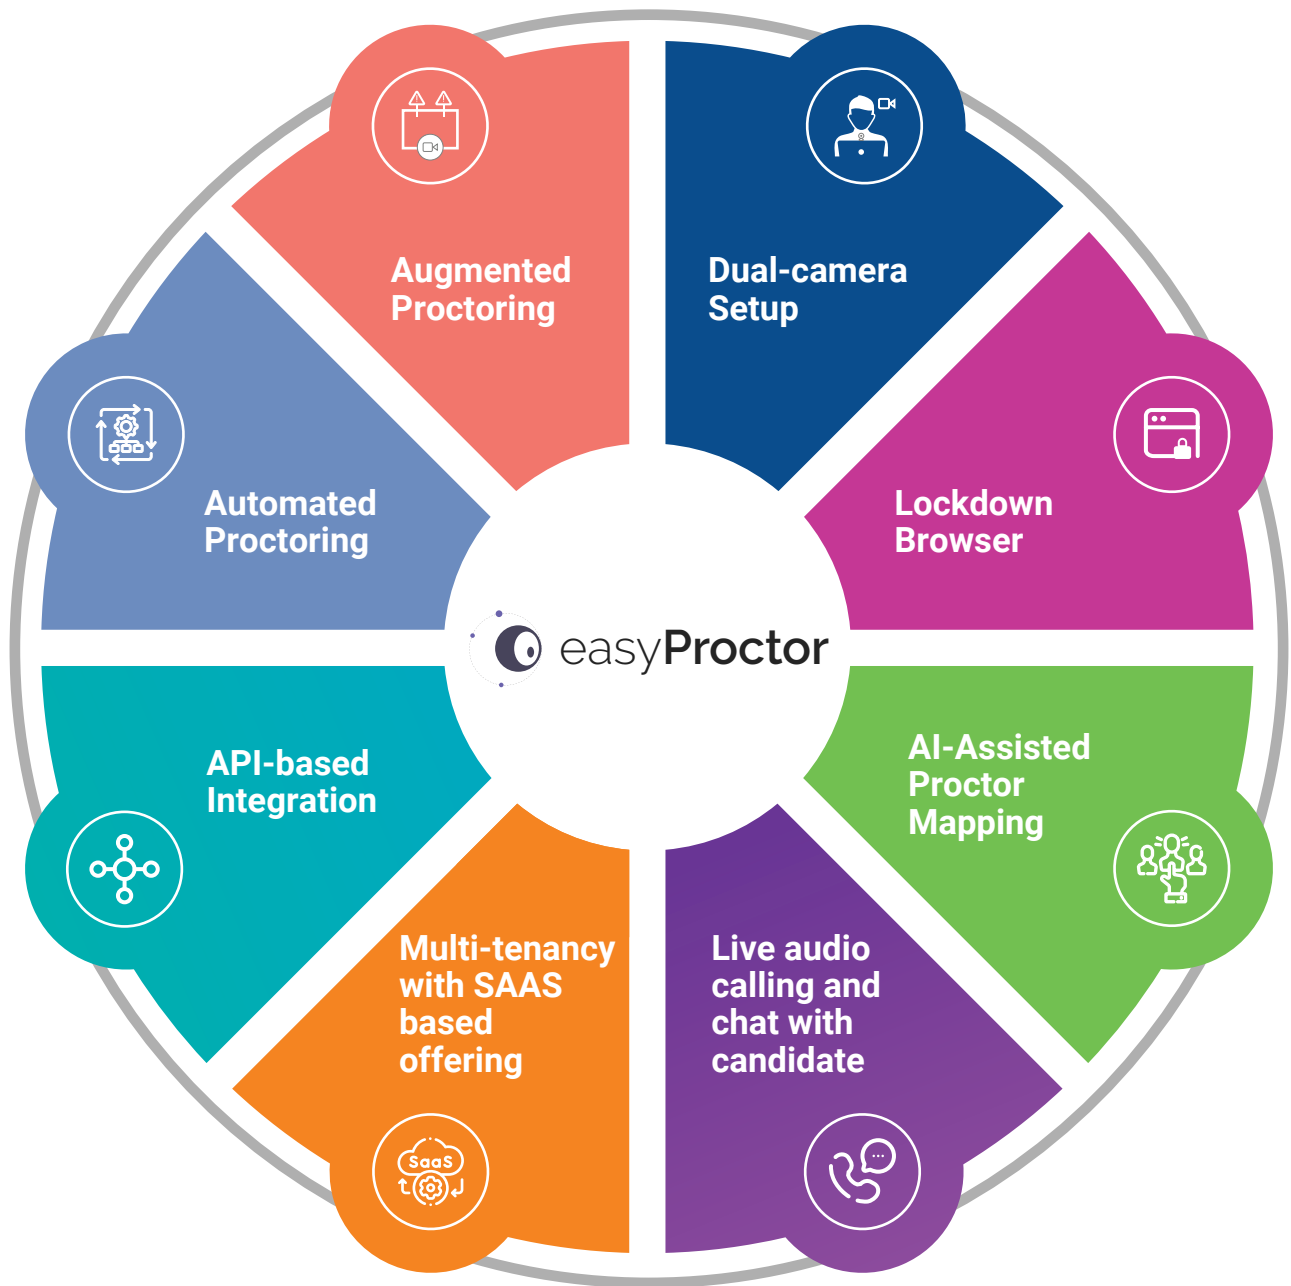 Augmented
Proctoring
Dual-camera
Setup
Lockdown
Browser
AI-Assisted
Proctor
Mapping
Live audio
calling and
chat with
candidate
Multi-tenancy
with SAAS
based
offering
SaaS
API-based
Integration
Automated
Proctoring
easyProctor